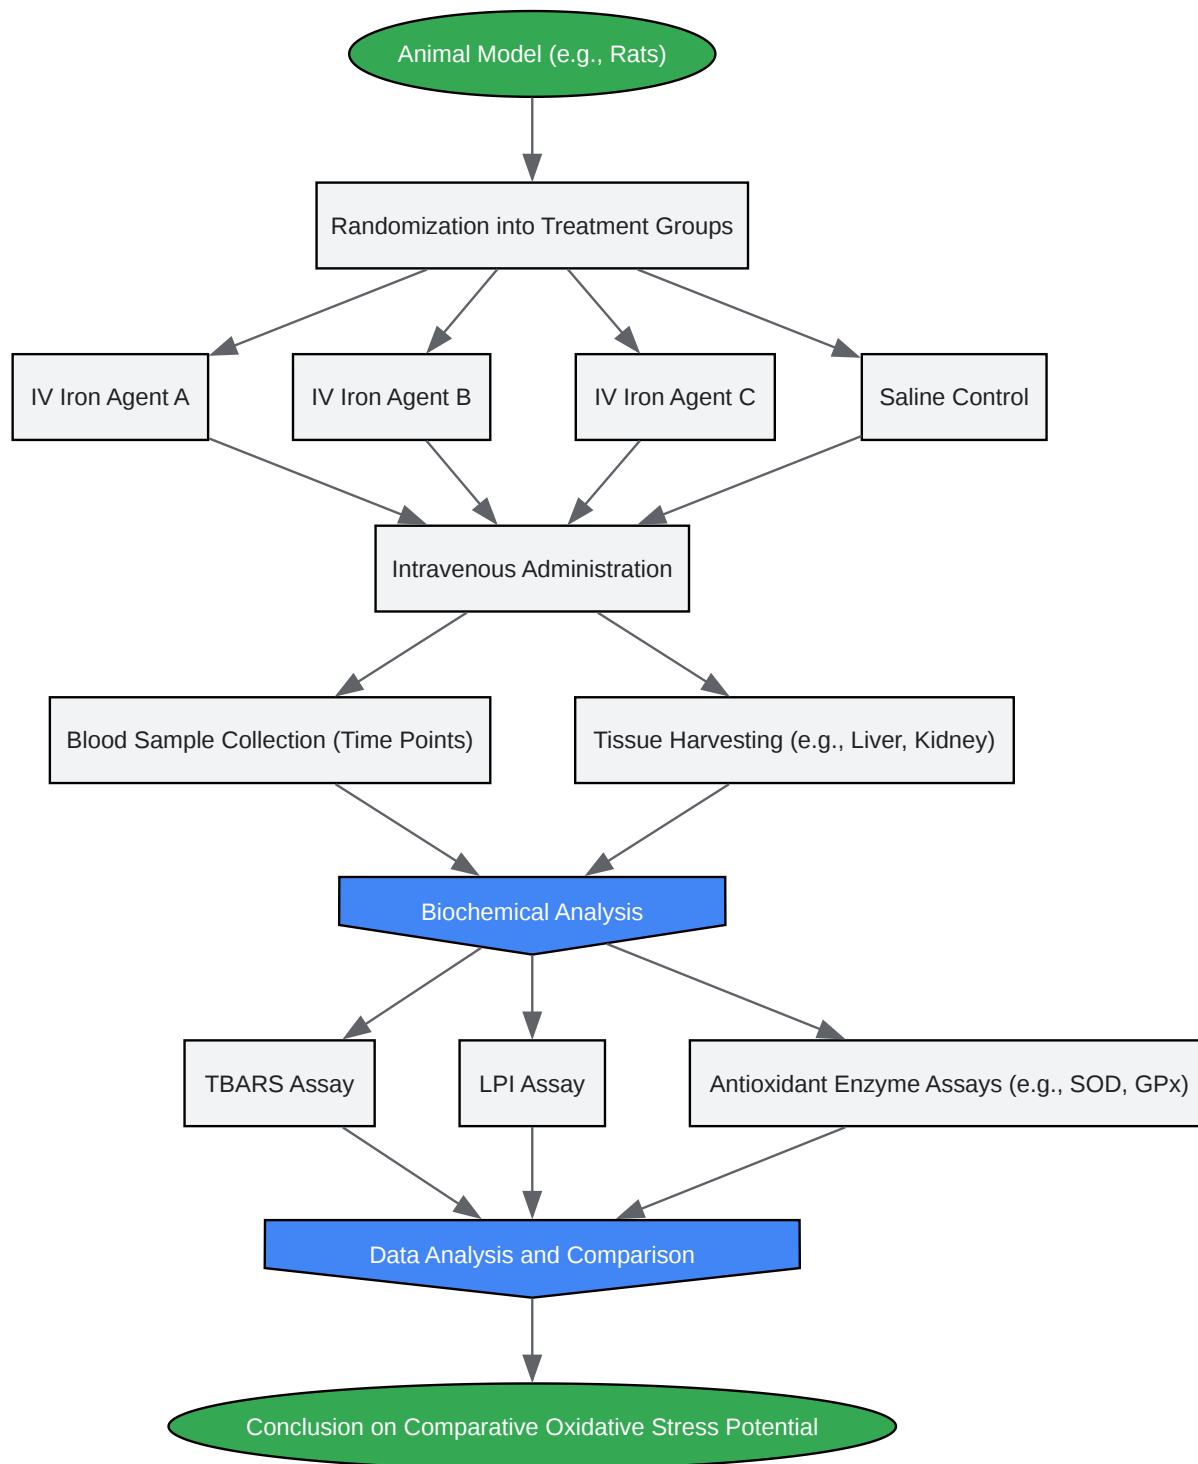 Animal Model (e.g., Rats)
Randomization into Treatment Groups
IV Iron Agent A
IV Iron Agent B
IV Iron Agent C
Saline Control
Intravenous Administration
Blood Sample Collection (Time Points)
Tissue Harvesting (e.g., Liver, Kidney)
Biochemical Analysis
TBARS Assay
LPI Assay
Antioxidant Enzyme Assays (e.g., SOD, GPx)
Data Analysis and Comparison
Conclusion on Comparative Oxidative Stress Potential